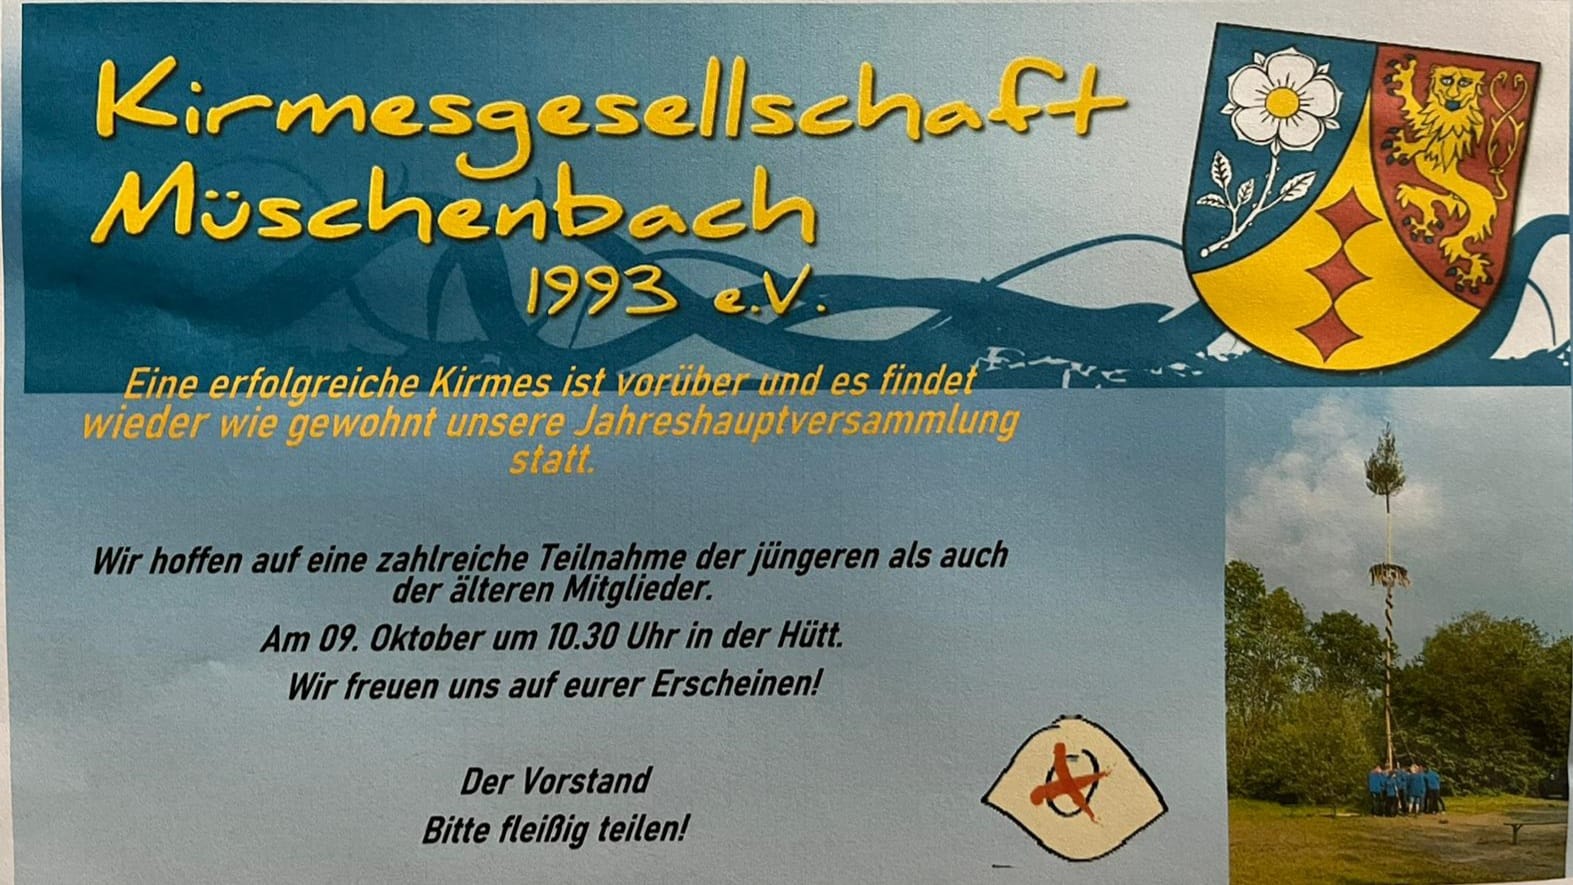 Kirmesgesellschaft
Müschenbach
1993 e.V.
Eine erfolgreiche Kirmes ist vorüber und es findet
wieder wie gewohnt unsere Jahreshauptversammlung
statt.
Wir hoffen auf eine zahlreiche Teilnahme der jüngeren als auch
der älteren Mitglieder.
Am 09. Oktober um 10.30 Uhr in der Hütt.
Wir freuen uns auf eurer Erscheinen!
Der Vorstand
Bitte fleißig teilen!